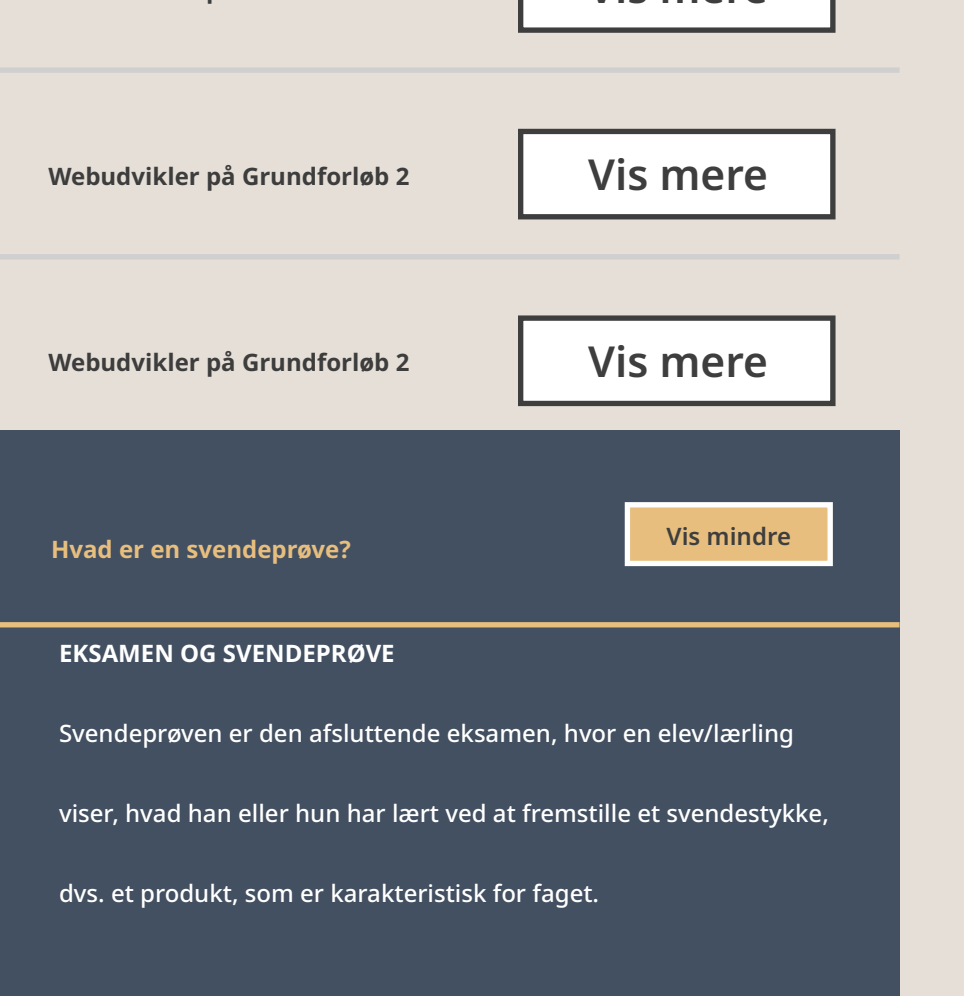 Vis mere
Webudvikler på Grundforløb 2 Vis mere
Webudvikler på Grundforløb 2 Vis mere
Hvad er en svendeprøve? Vis mindre
EKSAMEN OG SVENDEPRØVE
Svendeprøven er den afsluttende eksamen, hvor en elev/lærling
viser, hvad han eller hun har lært ved at fremstille et svendestykke,
dvs. et produkt, som er karakteristisk for faget.